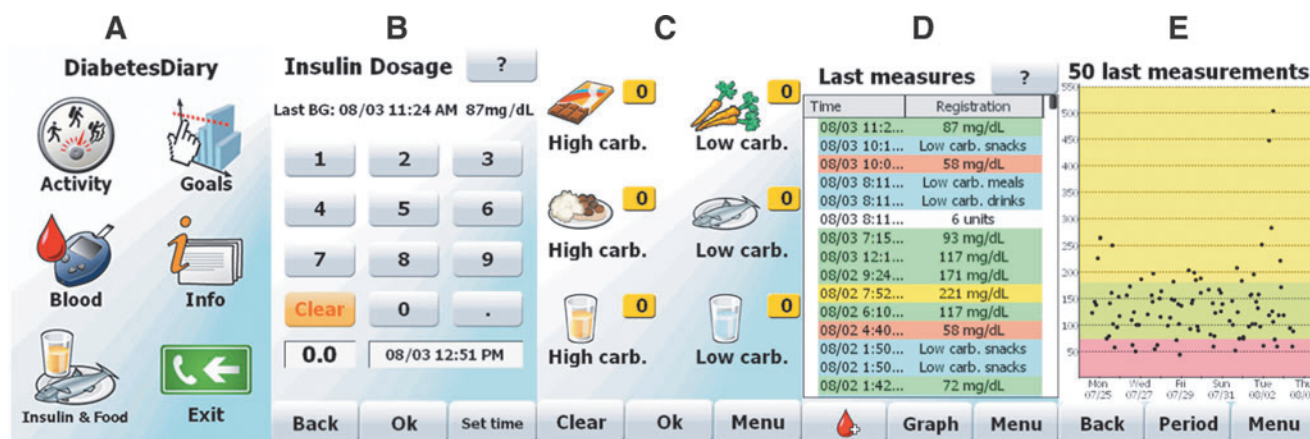 A
DiabetesDiary
Activity
Goals
Blood
Info
Insulin & Food
Exit
B
Insulin Dosage
?
Last BG: 08/03 11:24 AM 87mg/dL
1 2 3
4 5 6
7 8 9
Clear 0 .
0.0 08/03 12:51 PM
Back Ok Set time
C
0 0
High carb. Low carb.
0 0
High carb. Low carb.
0 0
High carb. Low carb.
Clear Ok Menu
D
Last measures ?
Time Registration
08/03 11:2... 87 mg/dL
08/03 10:1... Low carb. snacks
08/03 10:0... 58 mg/dL
08/03 8:11... Low carb. meals
08/03 8:11... Low carb. drinks
08/03 8:11... 6 units
08/03 7:15... 93 mg/dL
08/03 12:1... 117 mg/dL
08/02 9:24... 171 mg/dL
08/02 7:52... 221 mg/dL
08/02 6:10... 117 mg/dL
08/02 4:40... 58 mg/dL
08/02 1:50... Low carb. snacks
08/02 1:50... Low carb. snacks
08/02 1:42... 72 mg/dL
Graph Menu
E
50 last measurements
550
500
450
400
350
300
250
200
150
100
50
Mon Wed Fri Sun Tue Thu
07/25 07/27 07/29 07/31 08/02
Back Period Menu